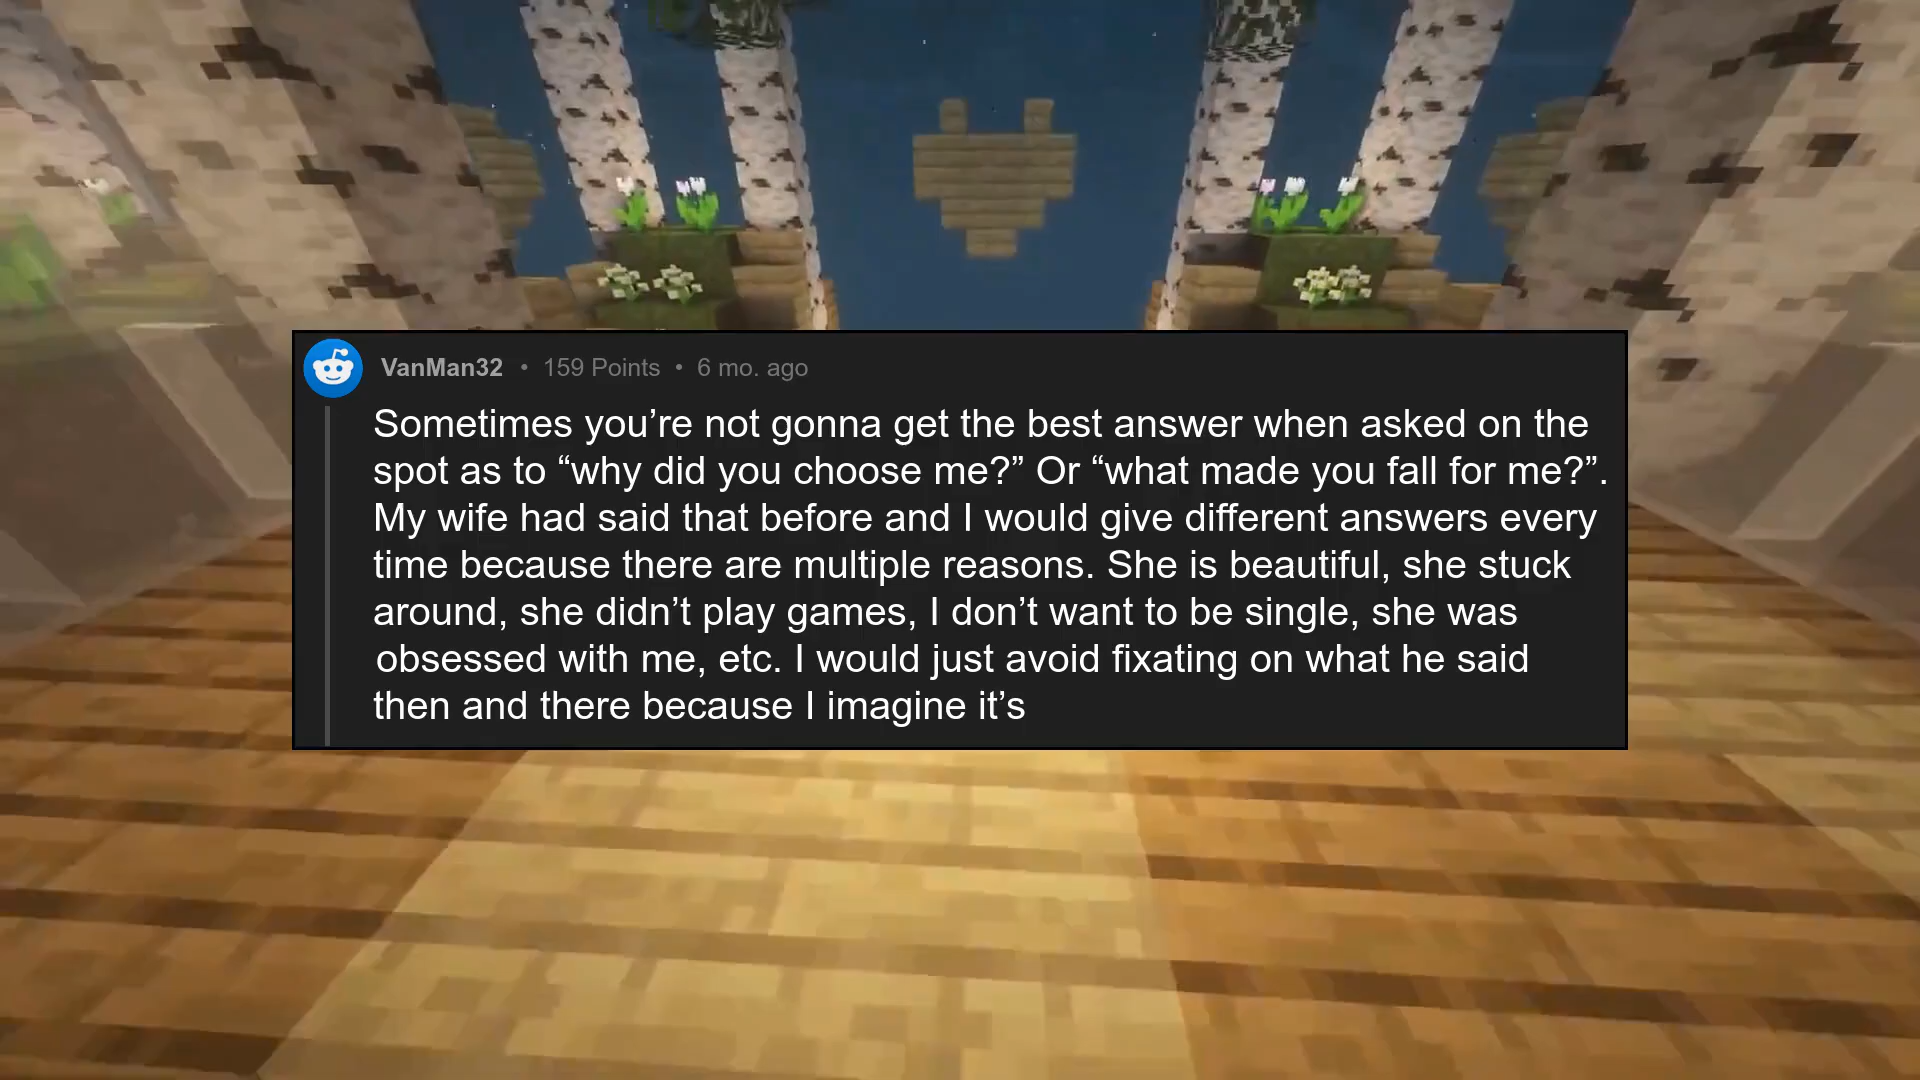 VanMan32 • 159 Points • 6 mo. ago
Sometimes you’re not gonna get the best answer when asked on the
spot as to “why did you choose me?” Or “what made you fall for me?”.
My wife had said that before and I would give different answers every
time because there are multiple reasons. She is beautiful, she stuck
around, she didn’t play games, I don’t want to be single, she was
obsessed with me, etc. I would just avoid fixating on what he said
then and there because I imagine it’s